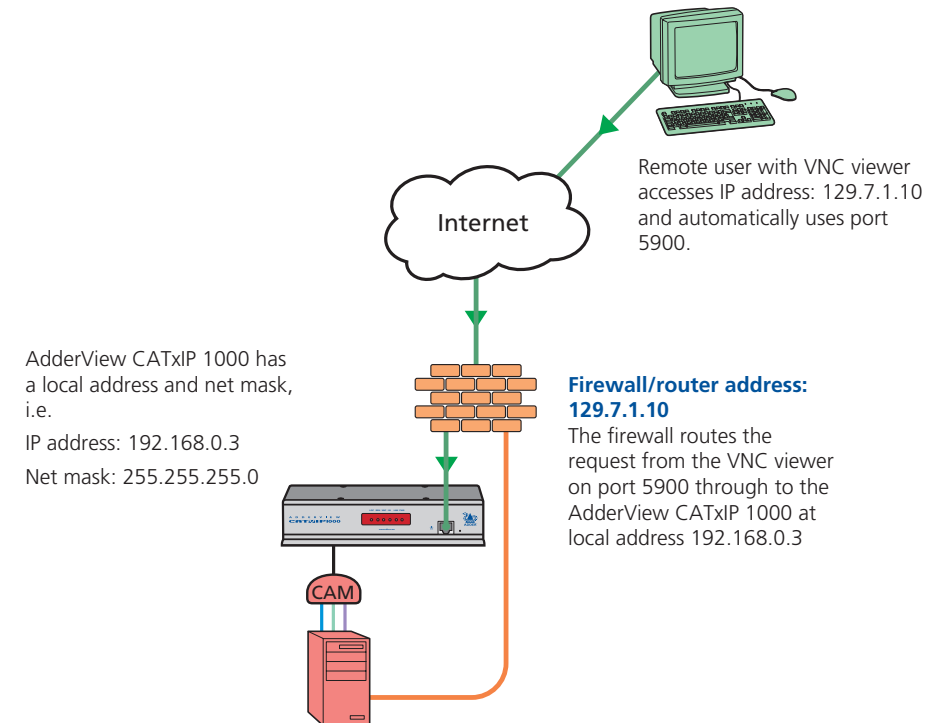 Remote user with VNC viewer
accesses IP address: 129.7.1.10
and automatically uses port
5900.
Internet
AdderView CATxIP 1000 has
a local address and net mask,
i.e.
IP address: 192.168.0.3
Net mask: 255.255.255.0
Firewall/router address:
129.7.1.10
The firewall routes the
request from the VNC viewer
on port 5900 through to the
AdderView CATxIP 1000 at
local address 192.168.0.3
ADDERVIEW
CATxIP1000
ADDER
CAM